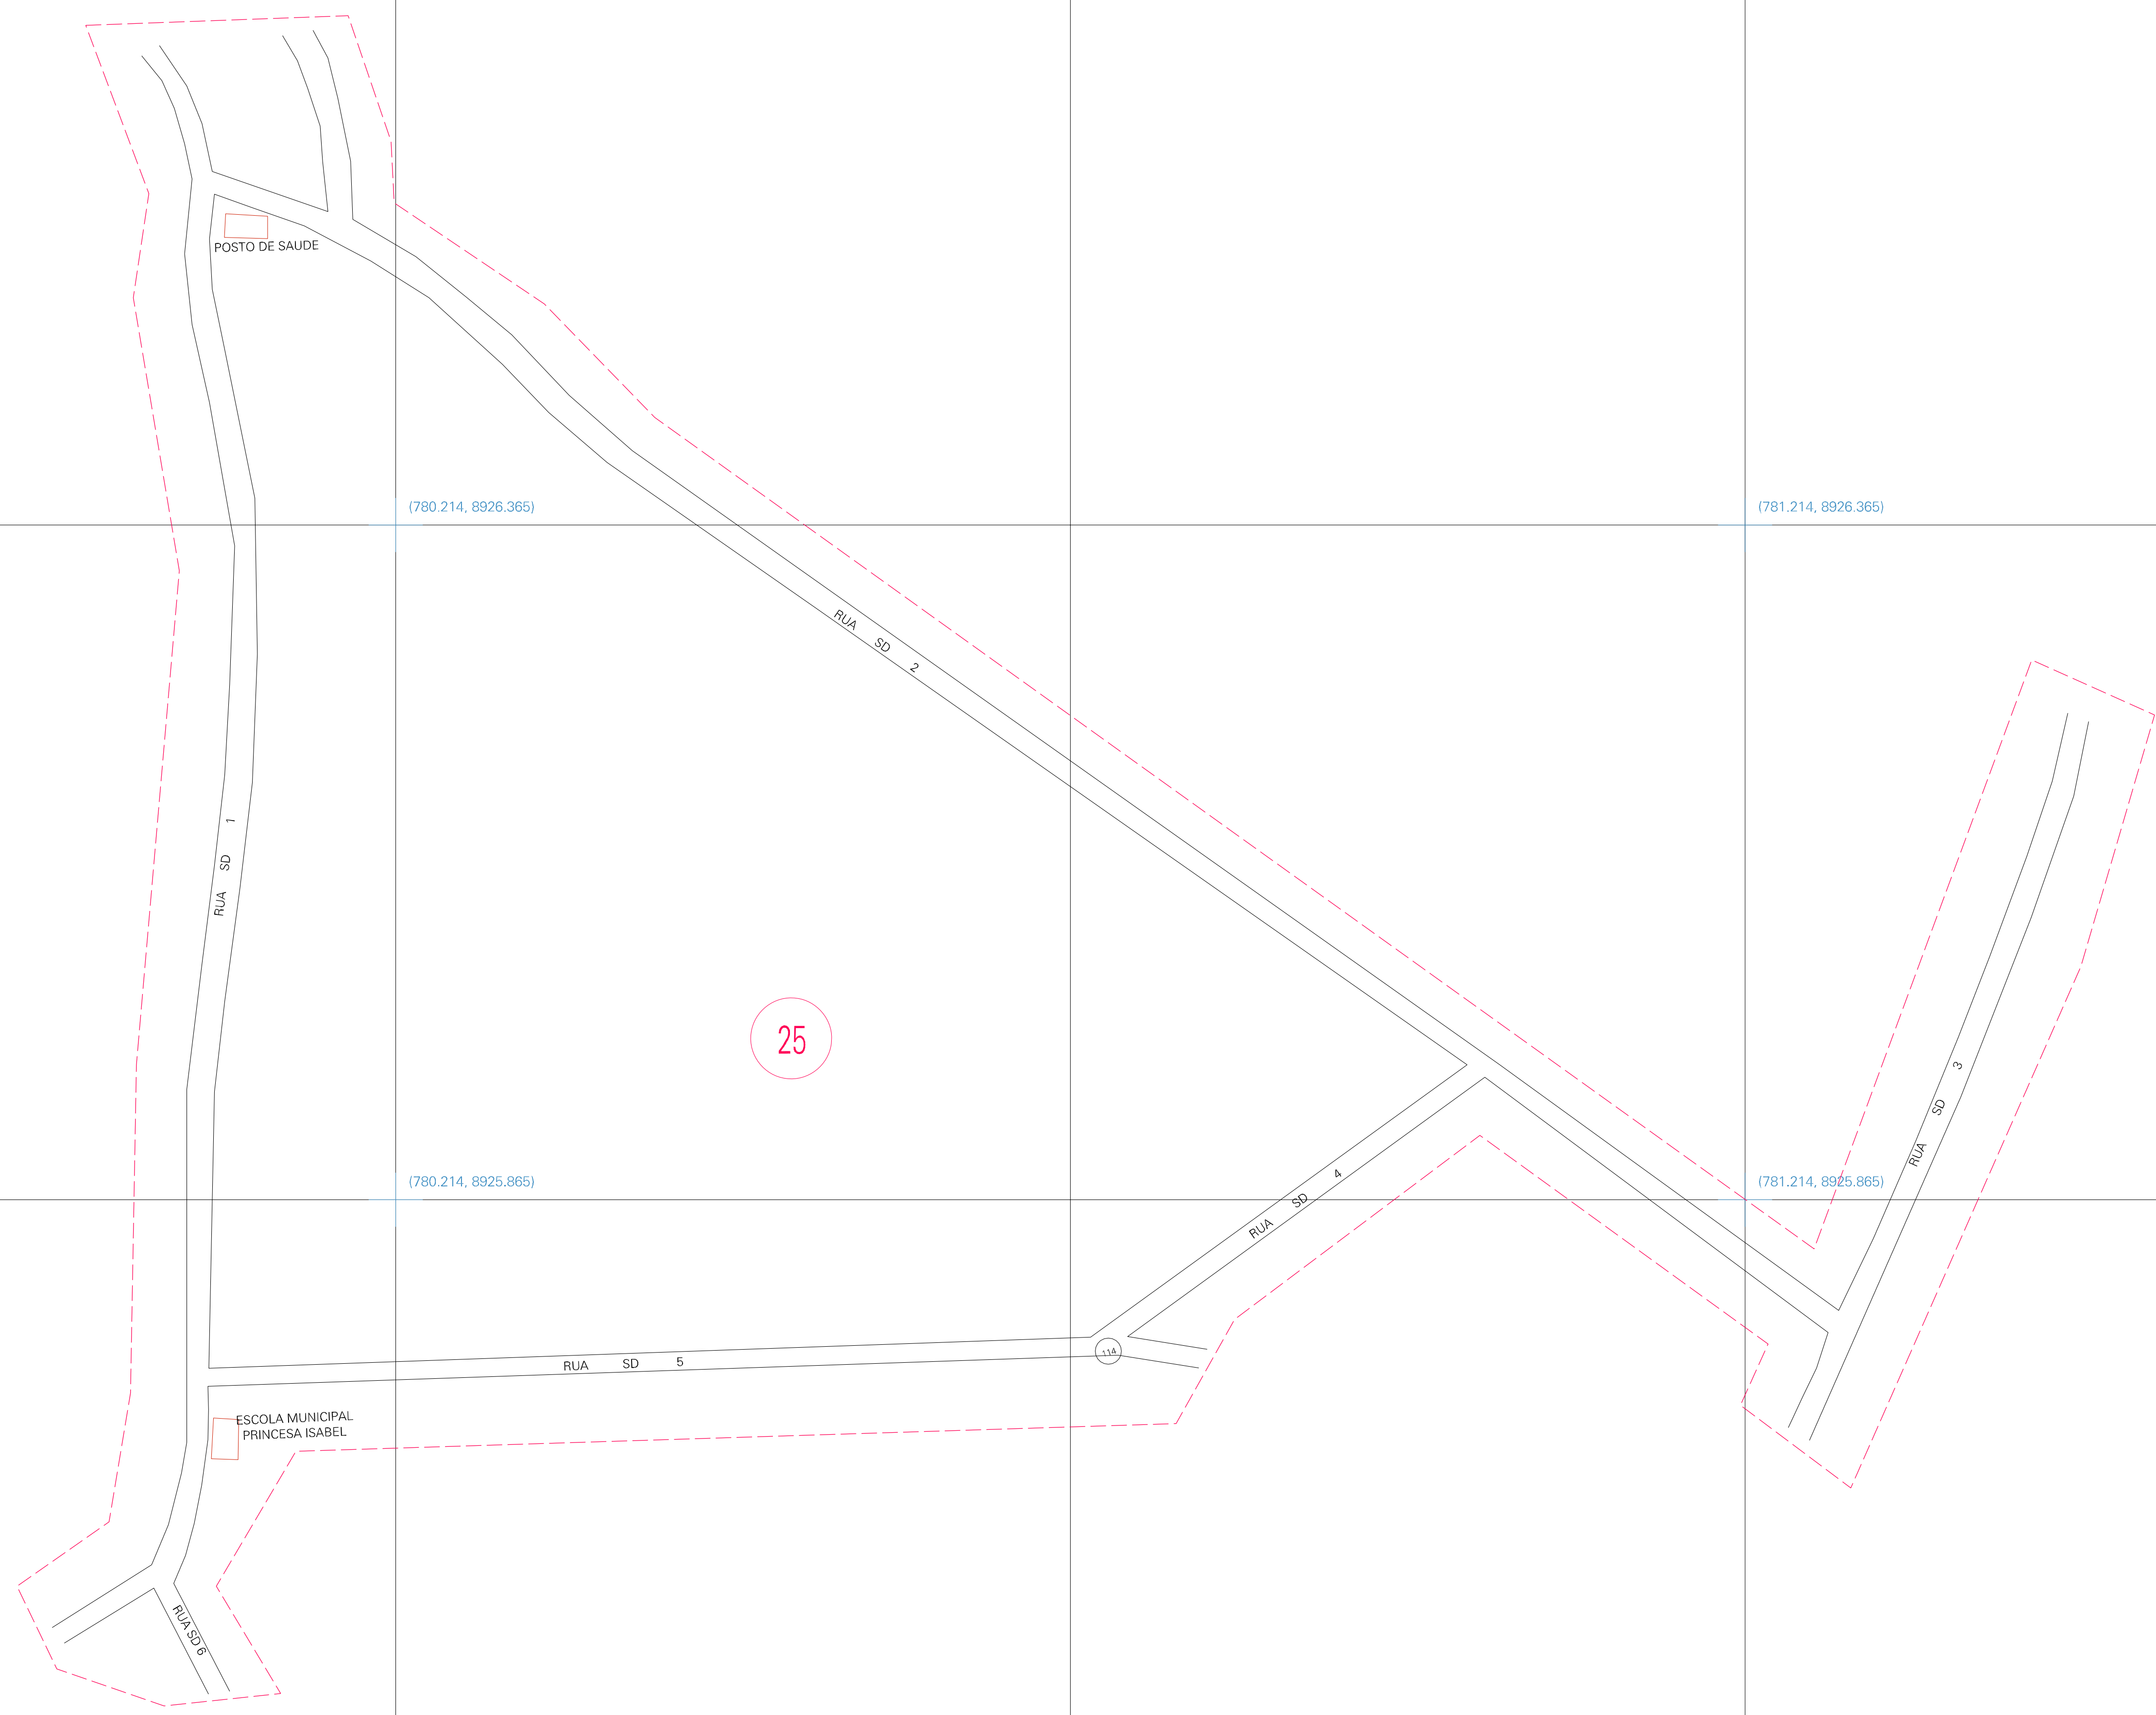 POSTO DE SAUDE
(780.214, 8926.365)
(781.214, 8926.365)
RUA SD 2
RUA SD 1
25
RUA SD 3
(780.214, 8925.865)
(781.214, 8925.865)
RUA SD 4
114
RUA SD 5
ESCOLA MUNICIPAL
PRINCESA ISABEL
RUA SD 6